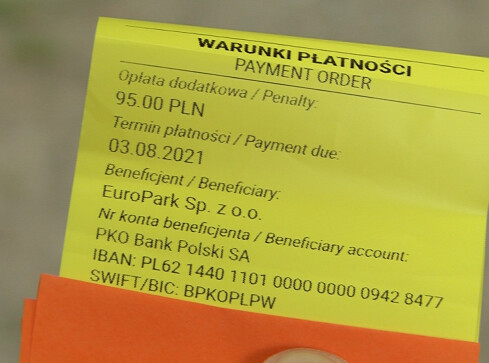 WARUNKI PŁATNOŚCI
PAYMENT ORDER
Opłata dodatkowa / Penalty:
95.00 PLN
Termin płatności / Payment due:
03.08.2021
Beneficjent / Beneficiary:
EuroPark Sp. z o.o.
Nr konta beneficjenta / Beneficiary account:
PKO Bank Polski SA
IBAN: PL62 1440 1101 0000 0000 0942 8477
SWIFT/BIC: BPKOPLPW